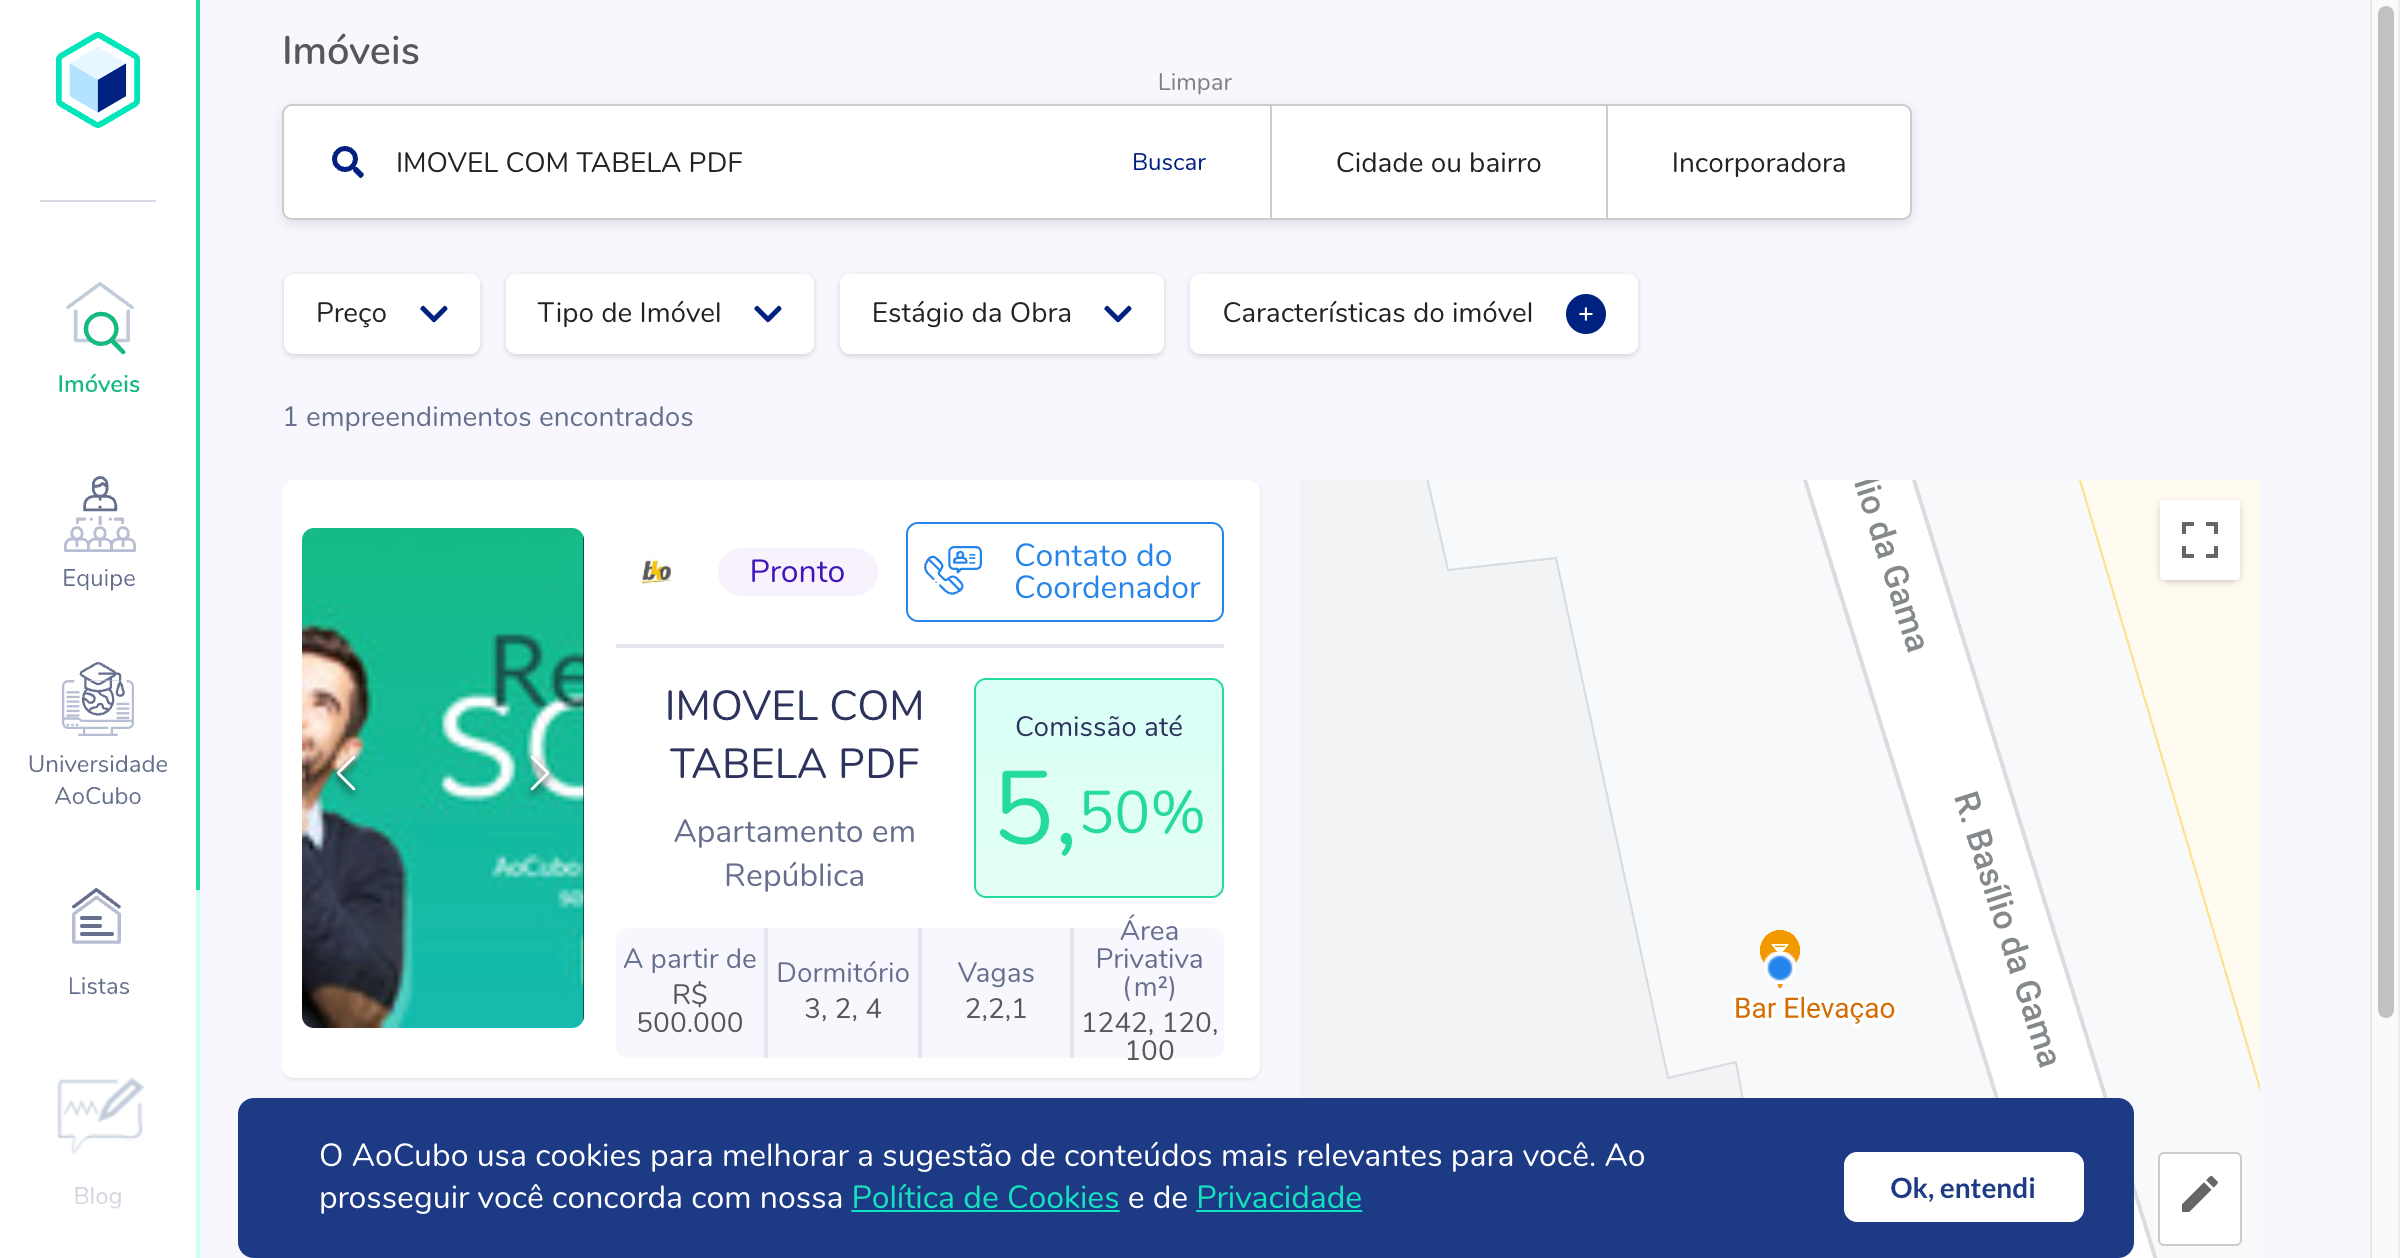 Imóveis
Limpar
IMOVEL COM TABELA PDF
Buscar
Cidade ou bairro
Incorporadora
Preço
Tipo de Imóvel
Estágio da Obra
Características do imóvel
+
Imóveis
1 empreendimentos encontrados
Equipe
Universidade
AoCubo
Listas
Blog
Re
SO
AoCubo
so
bko
Pronto
Contato do
Coordenador
IMOVEL COM
TABELA PDF
Apartamento em
República
Comissão até
5,50%
A partir de
R$
500.000
Dormitório
3, 2, 4
Vagas
2,2,1
Área
Privativa
(m²)
1242, 120,
100
lio da Gama
R. Basílio da Gama
Bar Elevaçao
O AoCubo usa cookies para melhorar a sugestão de conteúdos mais relevantes para você. Ao
prosseguir você concorda com nossa Política de Cookies e de Privacidade
Ok, entendi